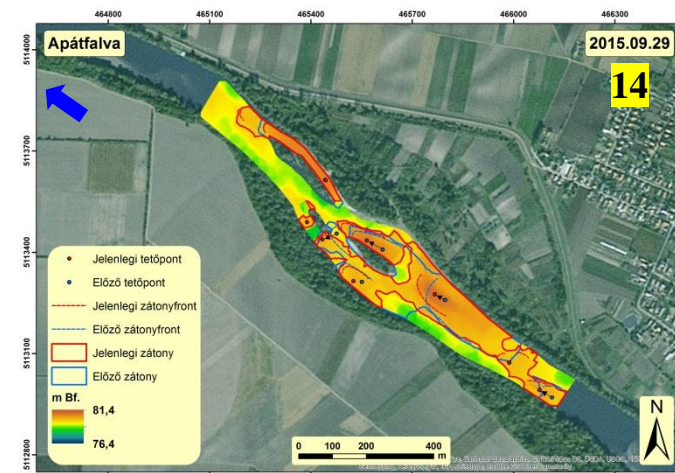 464800 465100 465400 465700 466000 466300
Apátfalva
2015.09.29
14
5114000
5113700
5113400
5113100
5112800
Jelenlegi tetőpont
Előző tetőpont
Jelenlegi zátonyfront
Előző zátonyfront
Jelenlegi zátony
Előző zátony
m Bf.
81,4
76,4
0 100 200 400
m
N